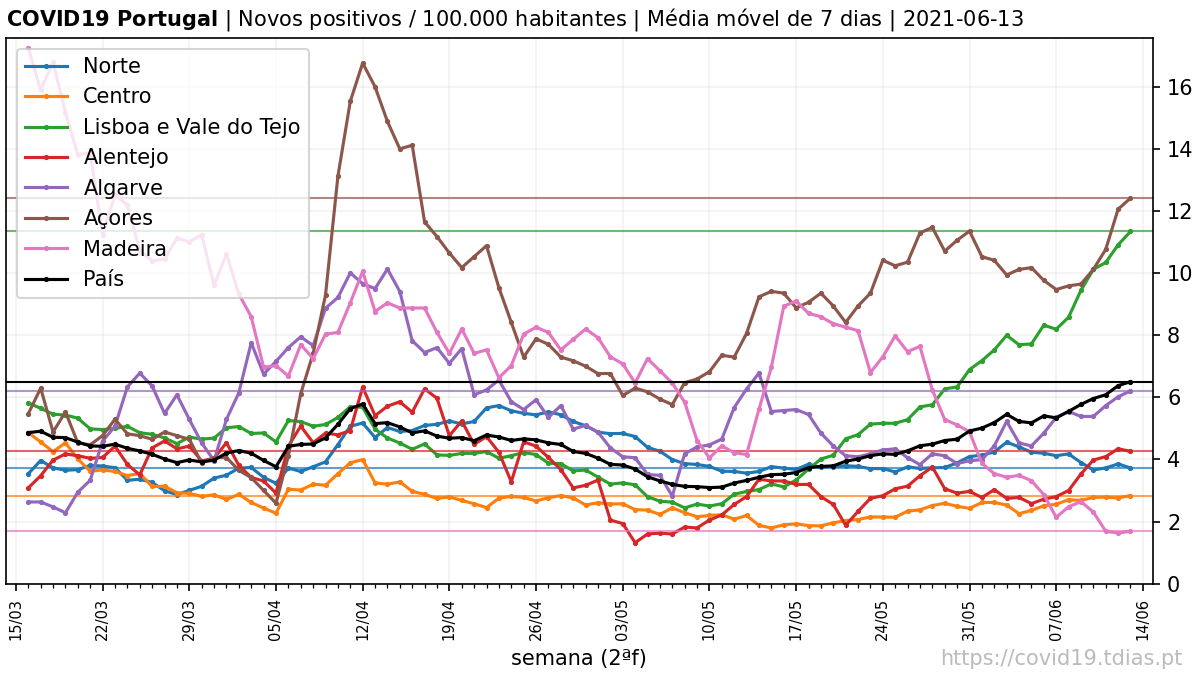 COVID19 Portugal | Novos positivos / 100.000 habitantes | Média móvel de 7 dias | 2021-06-13
Norte
Centro
Lisboa e Vale do Tejo
Alentejo
Algarve
Açores
Madeira
País
16
14
12
10
8
6
4
2
0
15/03
22/03
29/03
05/04
12/04
19/04
26/04
03/05
10/05
17/05
24/05
31/05
07/06
14/06
semana (2ªf)
https://covid19.tdias.pt